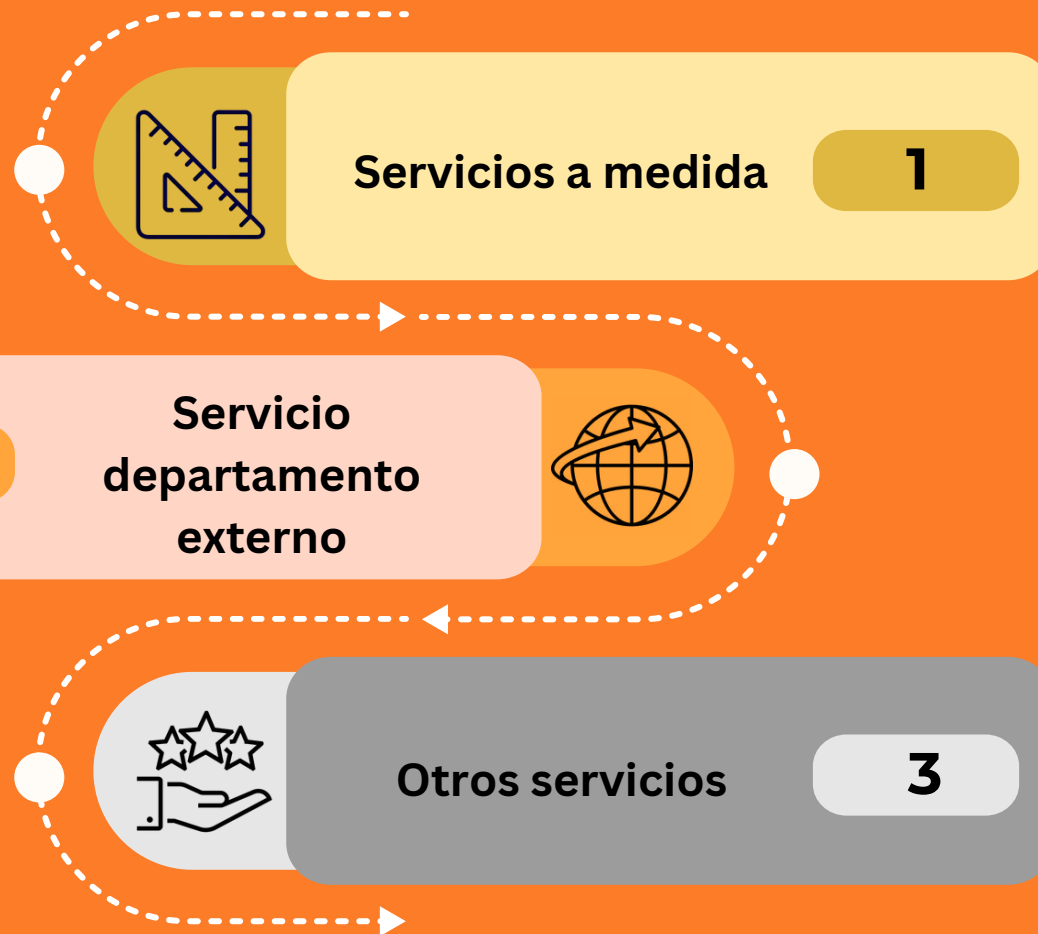 Servicios a medida
1
Servicio
departamento
externo
Otros servicios
3